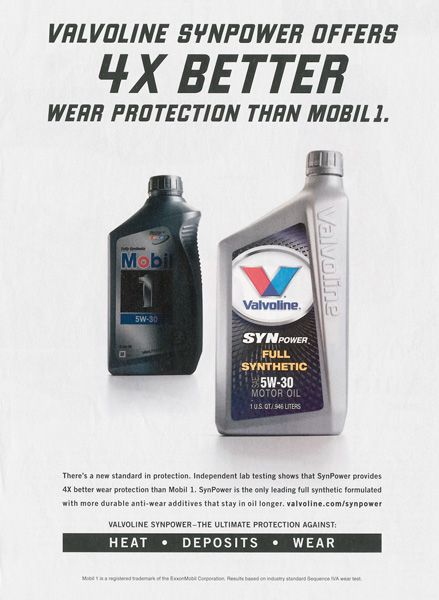 VALVOLINE SYNPOWER OFFERS
4X BETTER
WEAR PROTECTION THAN MOBIL 1.
Fully Synthetic
Mobil
1
5W-30
Valvoline
Valvoline.
SYNPOWER
FULL
SYNTHETIC
SAE 5W-30
MOTOR OIL
1 U.S. QT./.946 LITERS
There's a new standard in protection. Independent lab testing shows that SynPower provides
4X better wear protection than Mobil 1. SynPower is the only leading full synthetic formulated
with more durable anti-wear additives that stay in oil longer. valvoline.com/synpower
VALVOLINE SYNPOWER–THE ULTIMATE PROTECTION AGAINST:
HEAT • DEPOSITS • WEAR
Mobil 1 is a registered trademark of the ExxonMobil Corporation. Results based on industry standard Sequence IVA wear test.